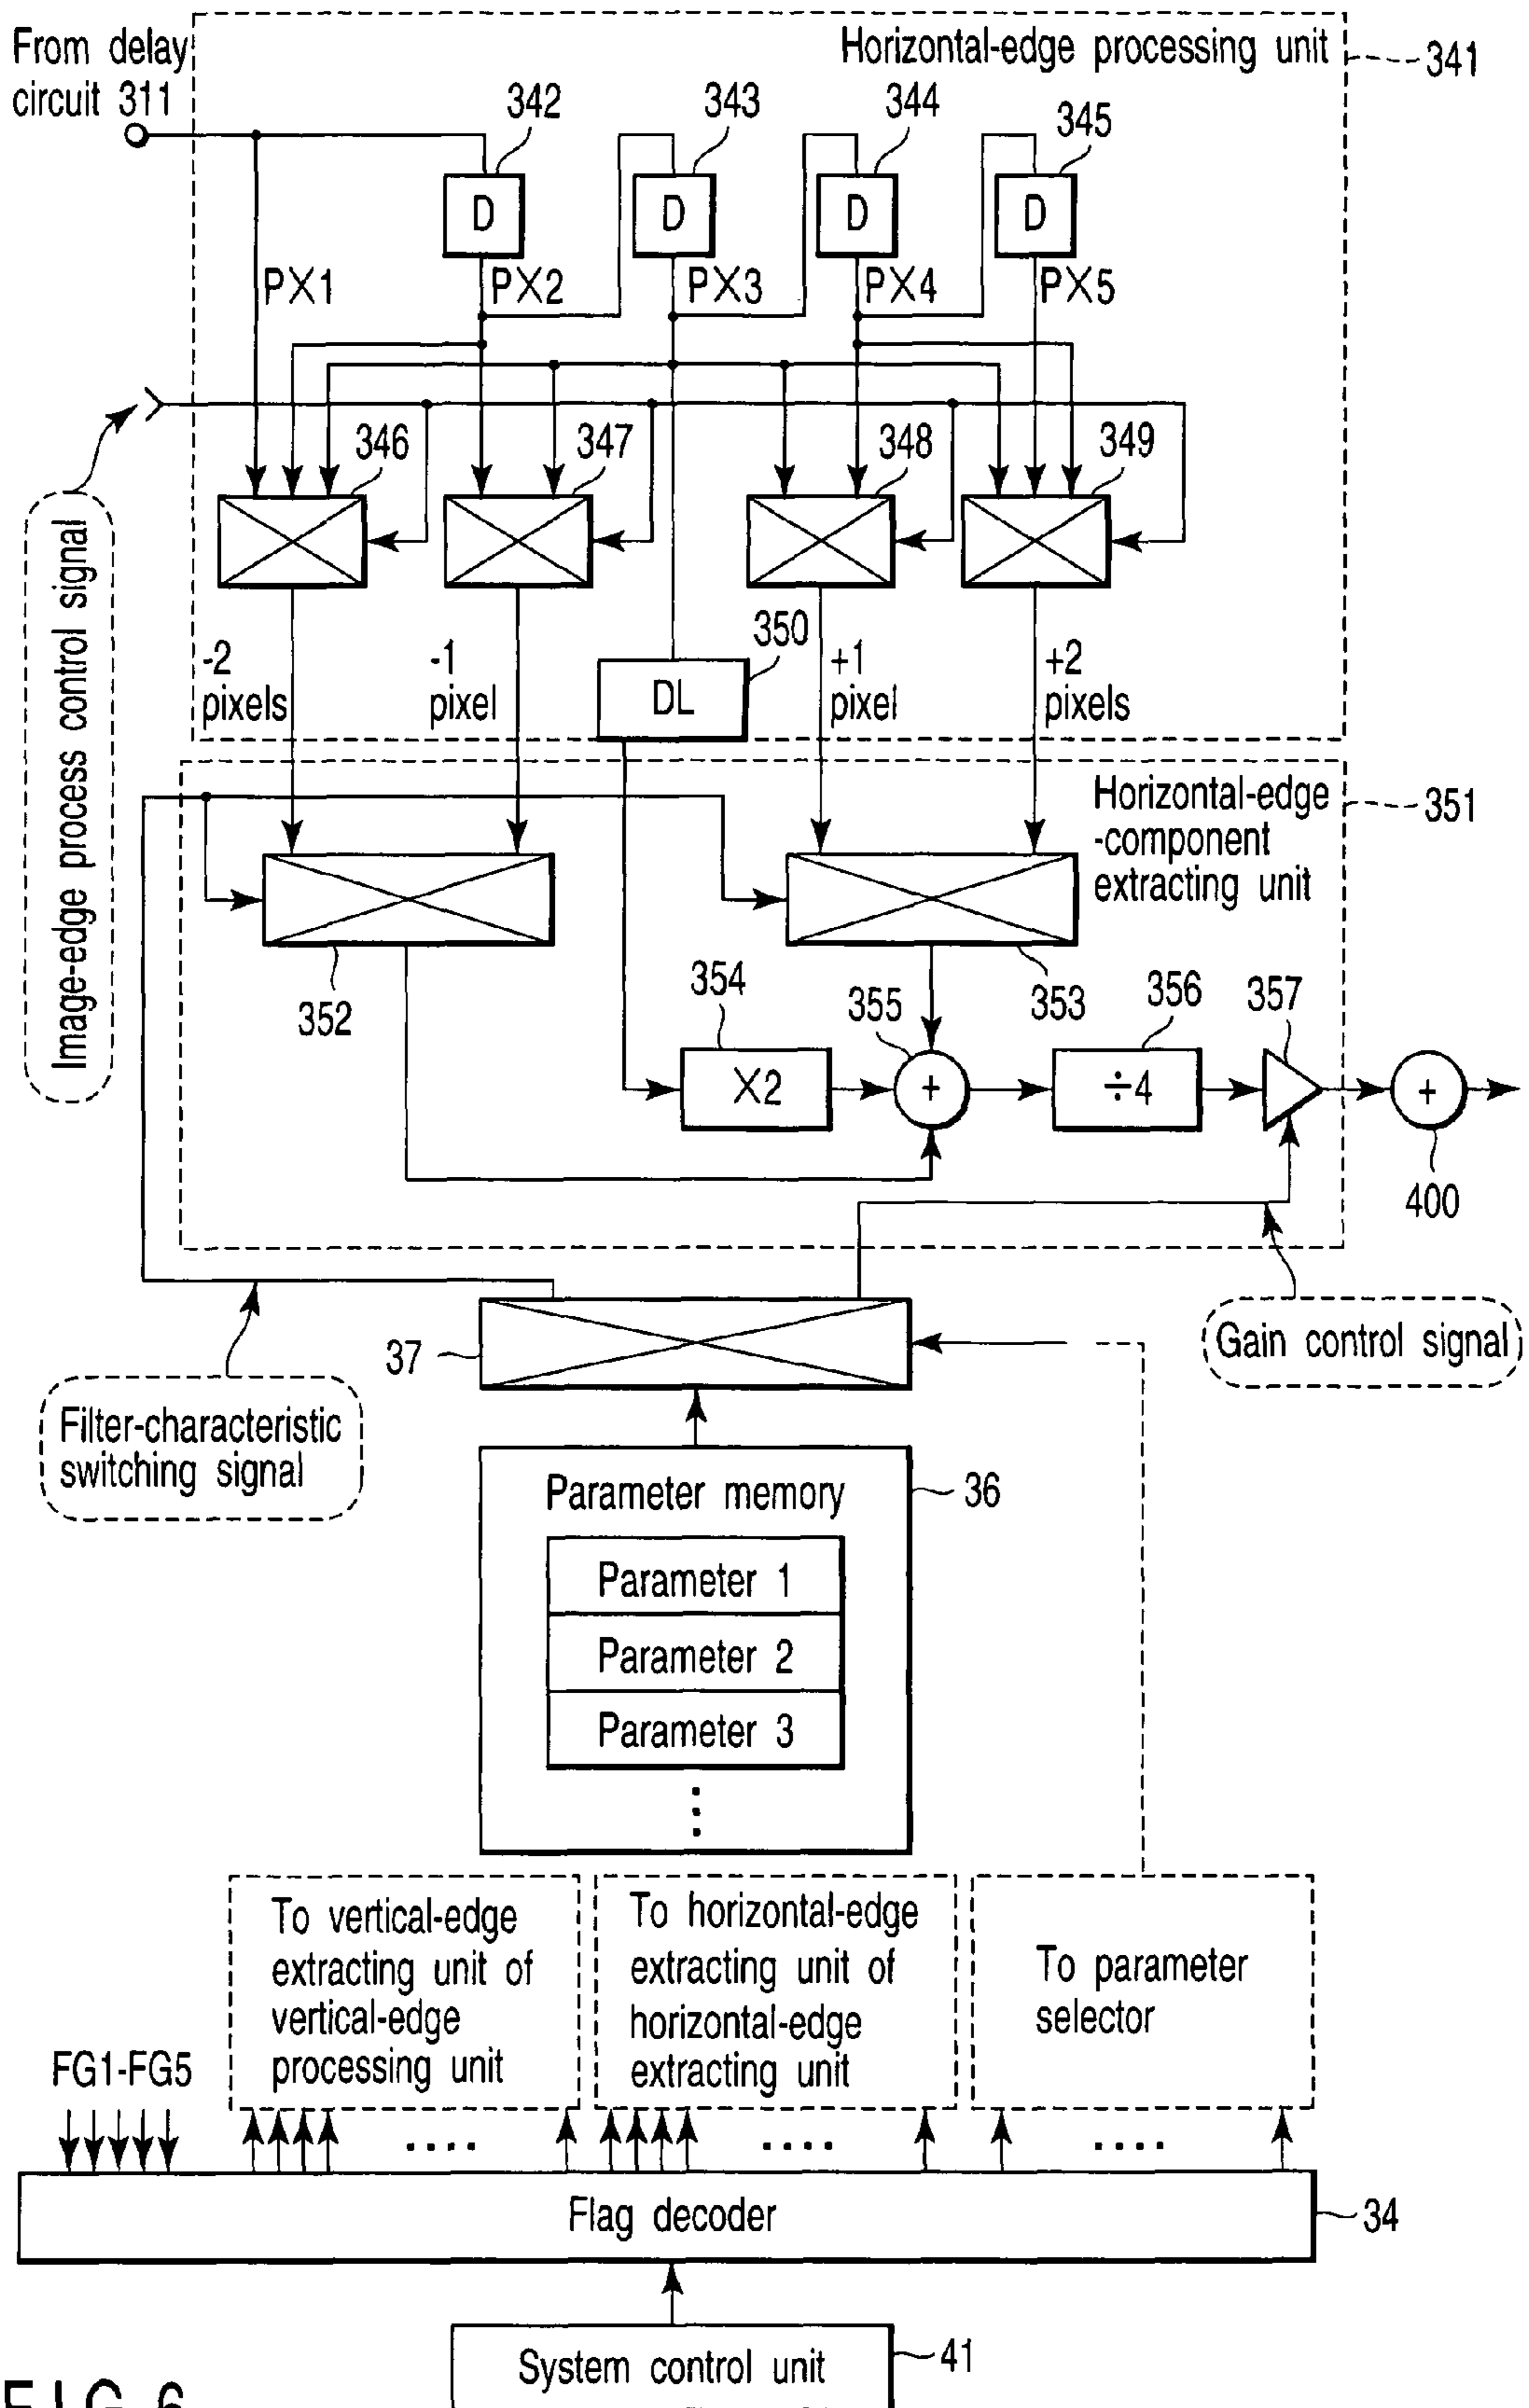 From delay
circuit 311
Horizontal-edge processing unit
341
342
343
344
345
D
D
D
D
PX1
PX2
PX3
PX4
PX5
346
347
348
349
Image-edge process control signal
-2
pixels
-1
pixel
350
DL
+1
pixel
+2
pixels
Horizontal-edge
-component
extracting unit
351
352
353
354
355
356
357
X2
+
÷4
+
400
37
Gain control signal
Filter-characteristic
switching signal
Parameter memory
36
Parameter 1
Parameter 2
Parameter 3
To vertical-edge
extracting unit of
vertical-edge
processing unit
To horizontal-edge
extracting unit of
horizontal-edge
extracting unit
To parameter
selector
FG1-FG5
Flag decoder
34
System control unit
41
FIG. 6